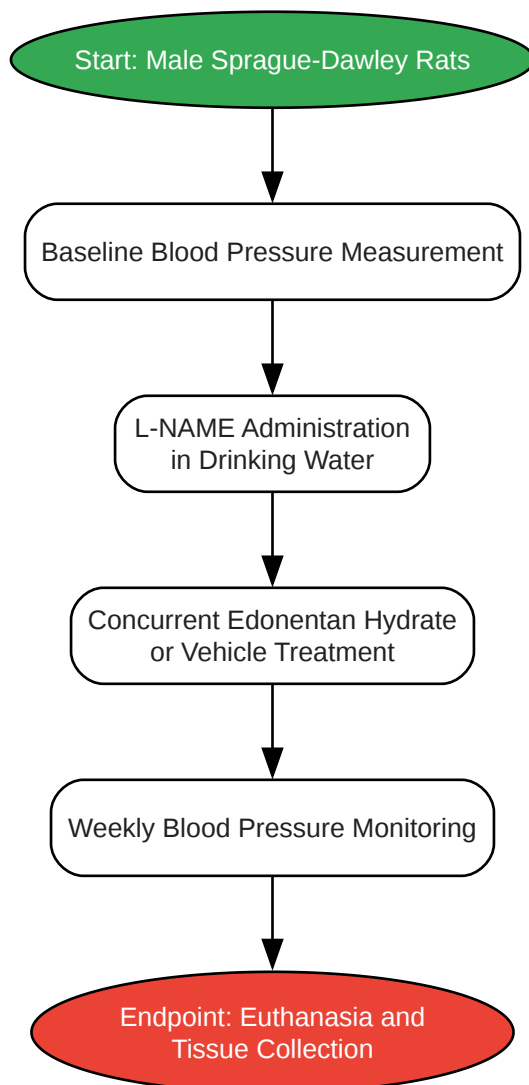 Start: Male Sprague-Dawley Rats
Baseline Blood Pressure Measurement
L-NAME Administration
in Drinking Water
Concurrent Edonentan Hydrate
or Vehicle Treatment
Weekly Blood Pressure Monitoring
Endpoint: Euthanasia and
Tissue Collection